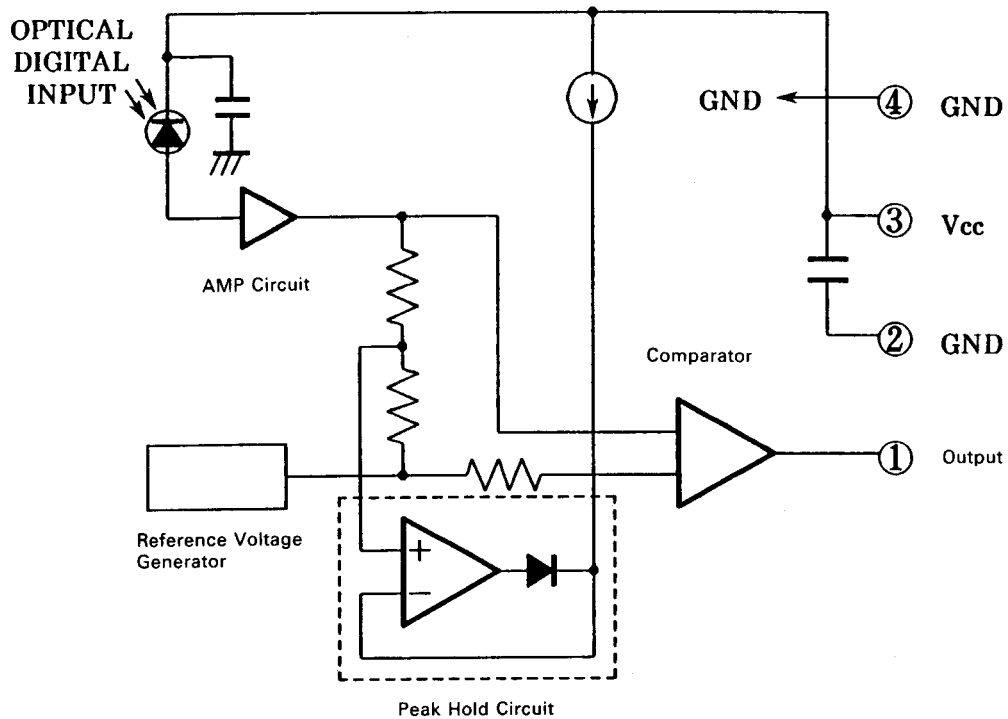 OPTICAL
DIGITAL
INPUT
GND
④ GND
③ Vcc
② GND
AMP Circuit
Comparator
① Output
Reference Voltage
Generator
+
−
Peak Hold Circuit